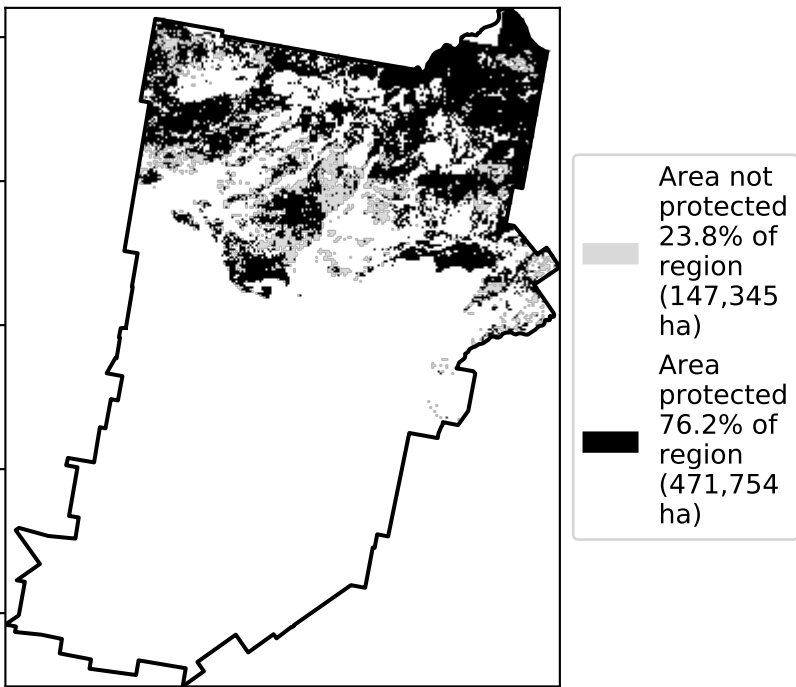 Area not
protected
23.8% of
region
(147,345
ha)
Area
protected
76.2% of
region
(471,754
ha)